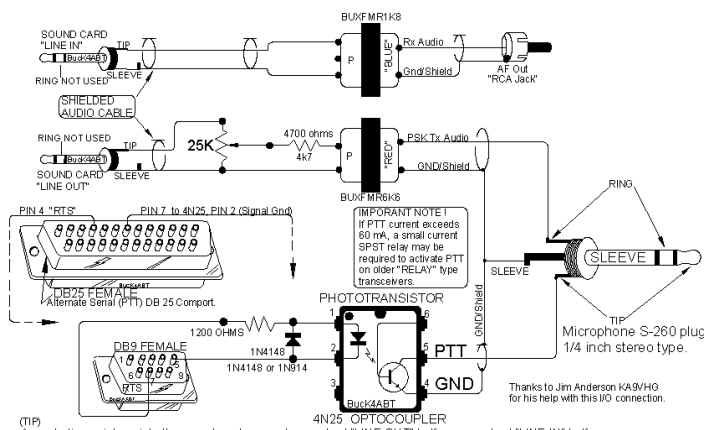 BUXFMR1K8
SOUND CARD
"LINE IN"
TIP
BucK4ABT
RING NOT USED
SLEEVE
P
"BLUE"
Rx Audio
Gnd/Shield
AF Out
"RCA Jack"
SHIELDED
AUDIO CABLE
RING NOT USED
TIP
BucK4ABT
SOUND CARD
"LINE OUT"
SLEEVE
25K
4700 ohms
4k7
P
"RED"
PSK Tx Audio
GND/Shield
BUXFMR6K6
PIN 4 "RTS"
PIN 7 to 4N25, PIN 2 (Signal Gnd)
IMPORANT NOTE !
If PTT current exceeds
60 mA, a small current
SPST relay may be
required to activate PTT
on older "RELAY" type
transceivers.
RING
SLEEVE
SLEEVE
TIP
BucK4ABT
DB25 FEMALE
Alternate Serial (PTT) DB 25 Comport.
PHOTOTRANSISTOR
GND/Shield
Microphone S-260 plug
1/4 inch stereo type.
1200 OHMS
DB9 FEMALE
1
5
6
7
9
RTS
BucK4ABT
1N4148
1N4148 or 1N914
1
2
3
6
5
4
PTT
GND
BucK4ABT
4N25 OPTOCOUPLER
Thanks to Jim Anderson KA9VHG
for his help with this I/O connection.
(TIP)